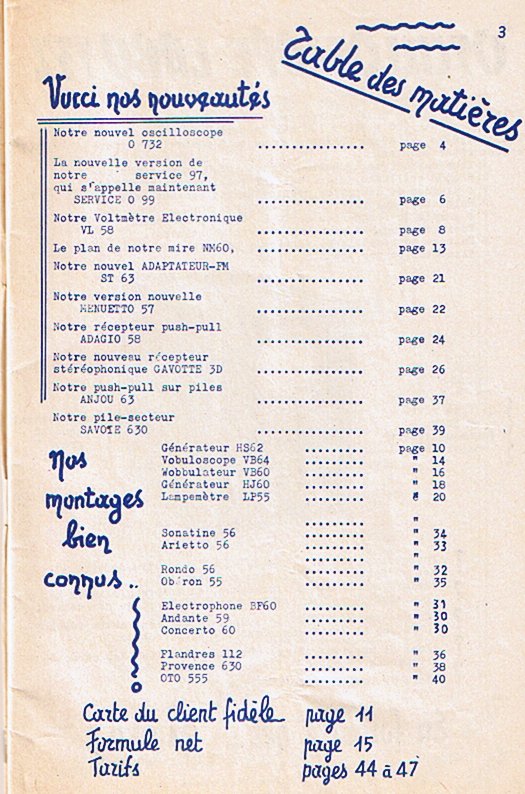 3
Table des matières
Voici nos nouveautés
Notre nouvel oscilloscope
O 732 ................ page 4
La nouvelle version de
notre service 97,
qui s'appelle maintenant
SERVICE O 99 ................ page 6
Notre Voltmètre Electronique
VL 58 ................ page 8
Le plan de notre mire NM60, ................ page 13
Notre nouvel ADAPTATEUR-FM
ST 63 ................ page 21
Notre version nouvelle
MENUETTO 57 ................ page 22
Notre récepteur push-pull
ADAGIO 58 ................ page 24
Notre nouveau récepteur
stéréophonique GAVOTTE 3D ................ page 26
Notre push-pull sur piles
ANJOU 63 ................ page 37
Notre pile-secteur
SAVOIE 630 ................ page 39
Nos
montages
bien
connus..
Générateur HS62 ......... page 10
Vobuloscope VB64 ......... " 14
Wobbulateur VB60 ......... " 16
Générateur HJ60 ......... " 18
Lampemètre LP55 ......... " 20
......... "
Sonatine 56 ......... " 34
Arietto 56 ......... " 33
......... "
Rondo 56 ......... " 32
Obéron 55 ......... " 35
Electrophone BF60 ......... " 31
Andante 59 ......... " 30
Concerto 60 ......... " 30
Flandres 112 ......... " 36
Provence 630 ......... " 38
OTO 555 ......... " 40
Carte du client fidèle page 11
Formule net page 15
Tarifs pages 44 à 47